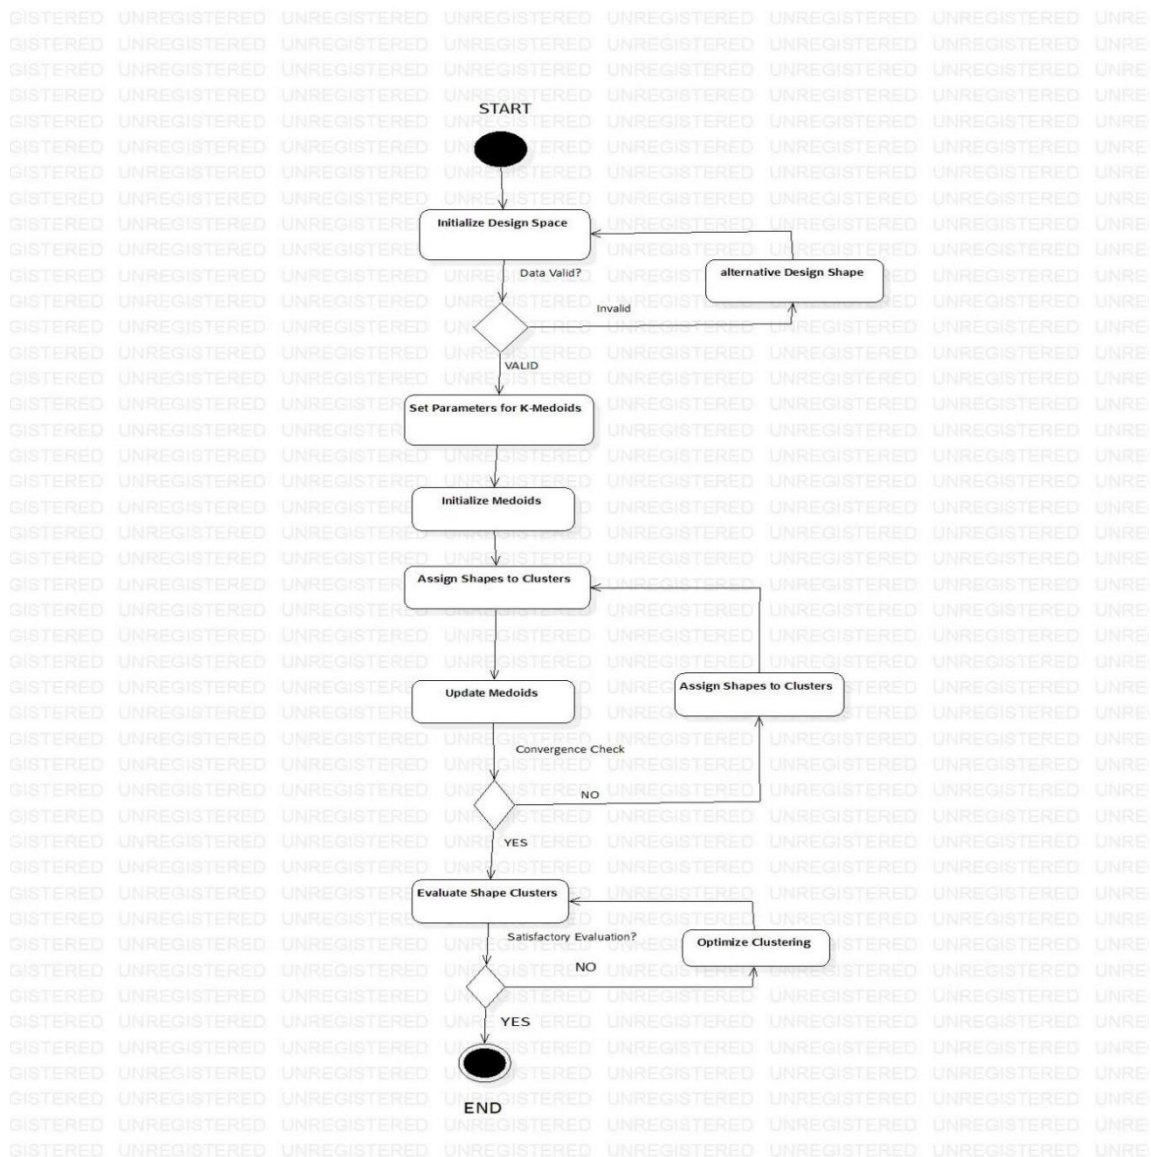 START
Initialize Design Space
Data Valid?
alternative Design Shape
Invalid
VALID
Set Parameters for K-Medoids
Initialize Medoids
Assign Shapes to Clusters
Update Medoids
Assign Shapes to Clusters
Convergence Check
NO
YES
Evaluate Shape Clusters
Satisfactory Evaluation?
Optimize Clustering
NO
YES
END